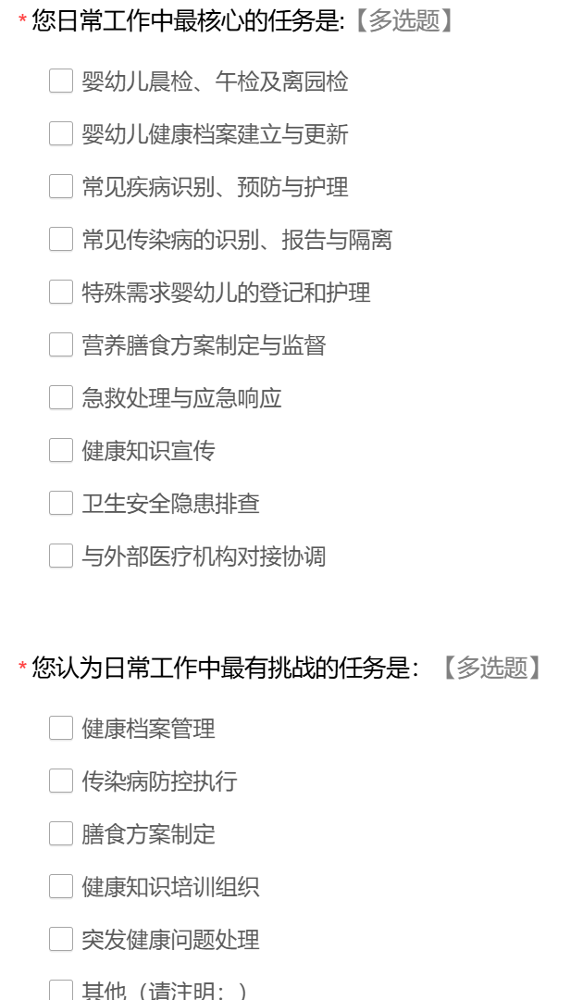 * 您日常工作中最核心的任务是:【多选题】
婴幼儿晨检、午检及离园检
婴幼儿健康档案建立与更新
常见疾病识别、预防与护理
常见传染病的识别、报告与隔离
特殊需求婴幼儿的登记和护理
营养膳食方案制定与监督
急救处理与应急响应
健康知识宣传
卫生安全隐患排查
与外部医疗机构对接协调
* 您认为日常工作中最有挑战的任务是：【多选题】
健康档案管理
传染病防控执行
膳食方案制定
健康知识培训组织
突发健康问题处理
其他（请注明：）